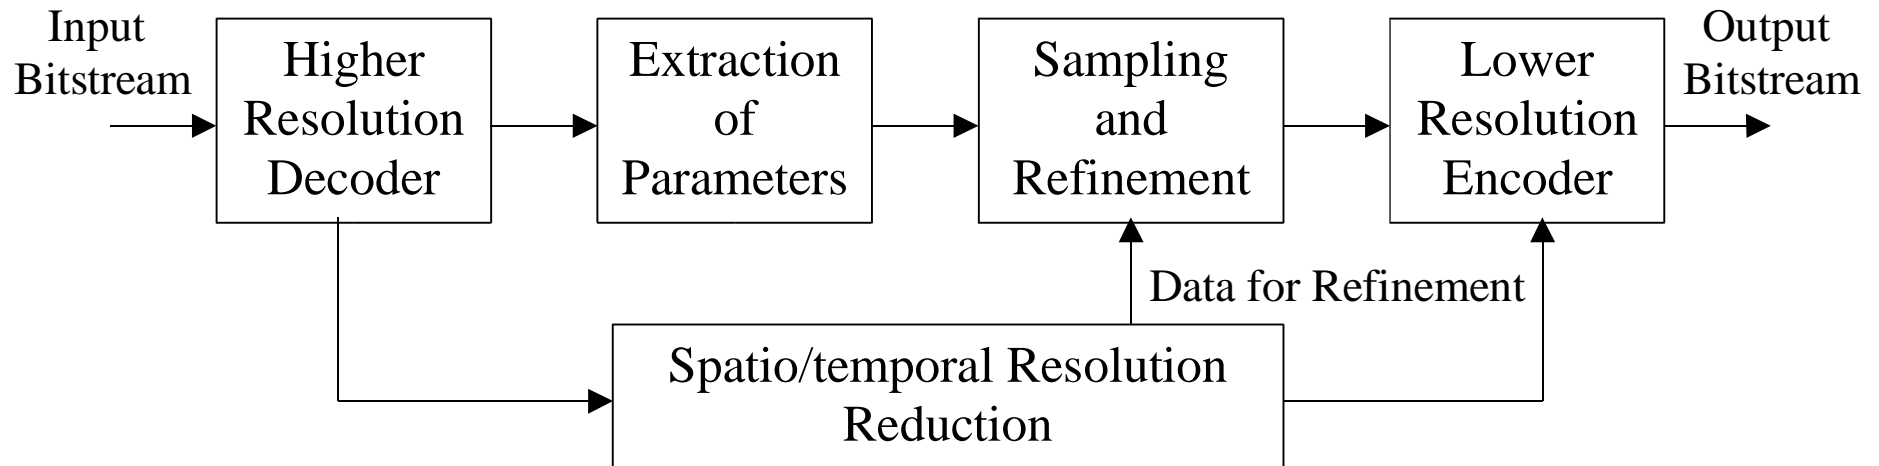 Input
Bitstream
Higher
Resolution
Decoder
Extraction
of
Parameters
Sampling
and
Refinement
Lower
Resolution
Encoder
Output
Bitstream
Data for Refinement
Spatio/temporal Resolution
Reduction